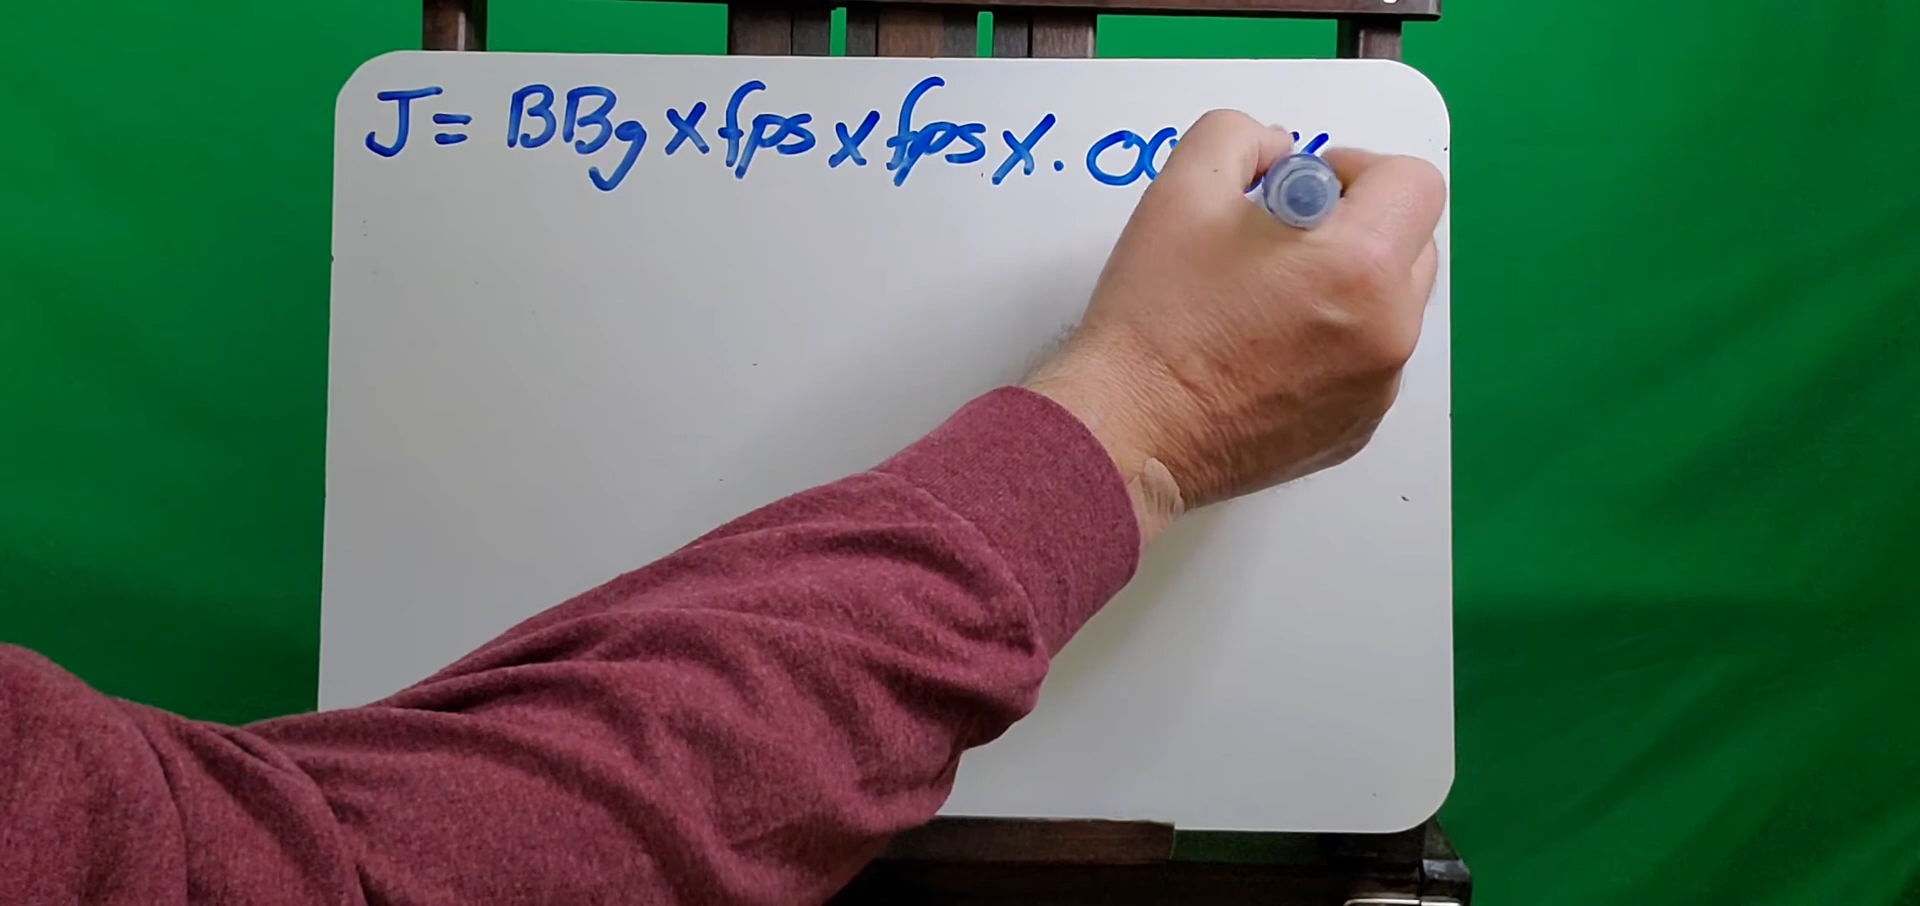 J = BBg x fps x fps x .00